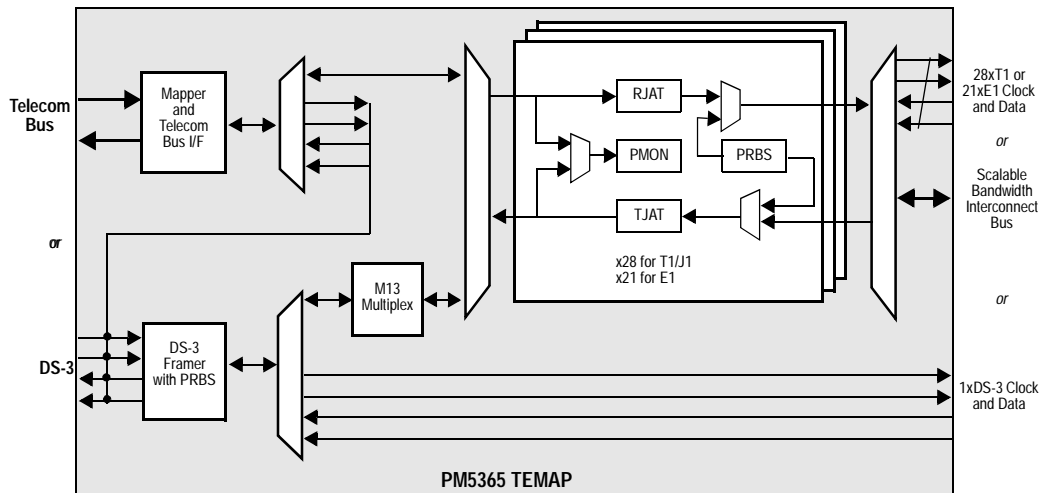 Telecom
Bus
or
DS-3
Mapper
and
Telecom
Bus I/F
DS-3
Framer
with PRBS
M13
Multiplex
RJAT
PMON
PRBS
TJAT
x28 for T1/J1
x21 for E1
28xT1 or
21xE1 Clock
and Data
or
Scalable
Bandwidth
Interconnect
Bus
or
1xDS-3 Clock
and Data
PM5365 TEMAP